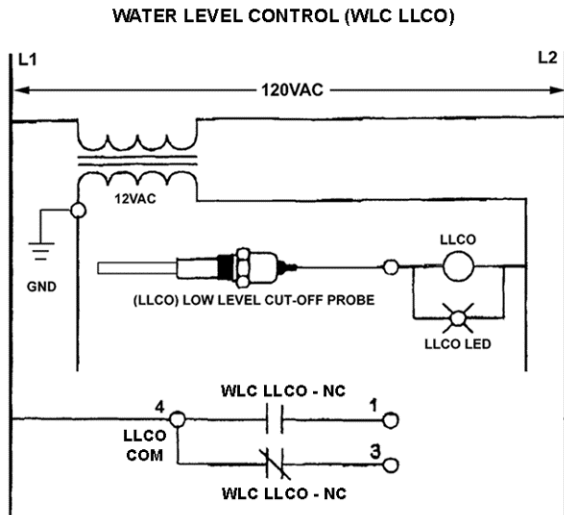 WATER LEVEL CONTROL (WLC LLCO)
L1
L2
120VAC
12VAC
GND
LLCO
(LLCO) LOW LEVEL CUT-OFF PROBE
LLCO LED
WLC LLCO - NC
4
1
LLCO
COM
3
WLC LLCO - NC